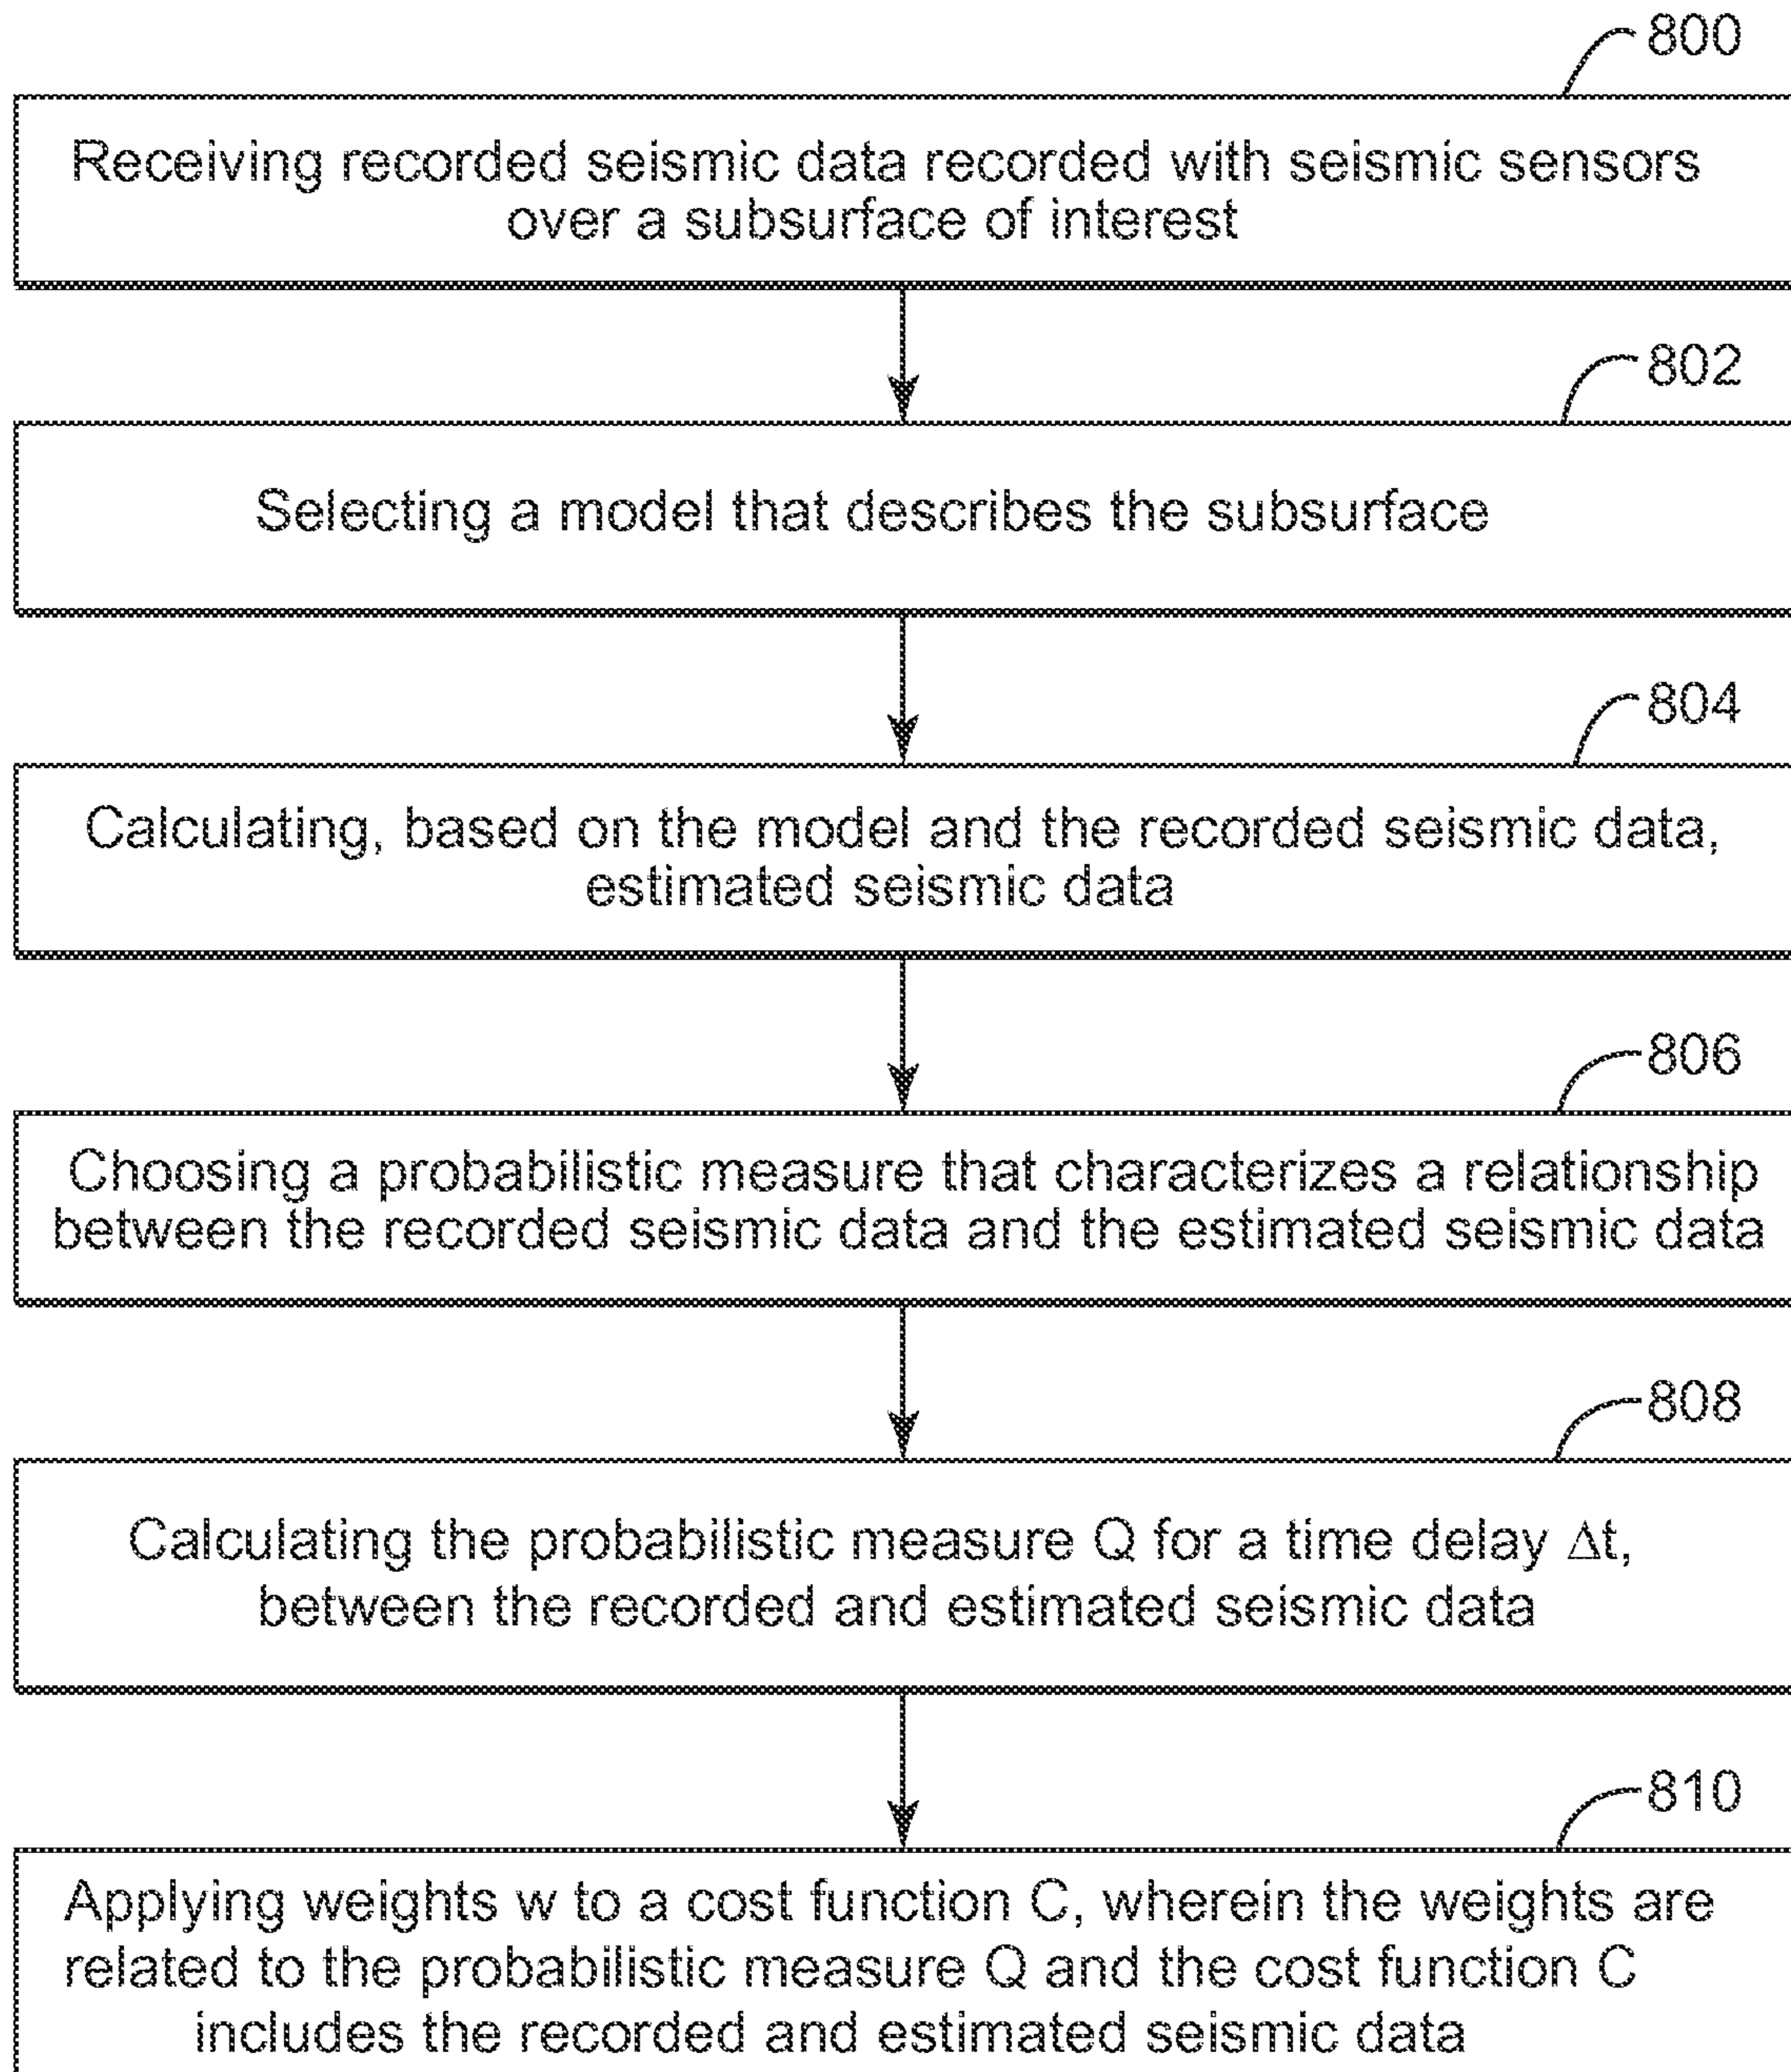 800
Receiving recorded seismic data recorded with seismic sensors
over a subsurface of interest
802
Selecting a model that describes the subsurface
804
Calculating, based on the model and the recorded seismic data,
estimated seismic data
806
Choosing a probabilistic measure that characterizes a relationship
between the recorded seismic data and the estimated seismic data
808
Calculating the probabilistic measure Q for a time delay Δt,
between the recorded and estimated seismic data
810
Applying weights w to a cost function C, wherein the weights are
related to the probabilistic measure Q and the cost function C
includes the recorded and estimated seismic data